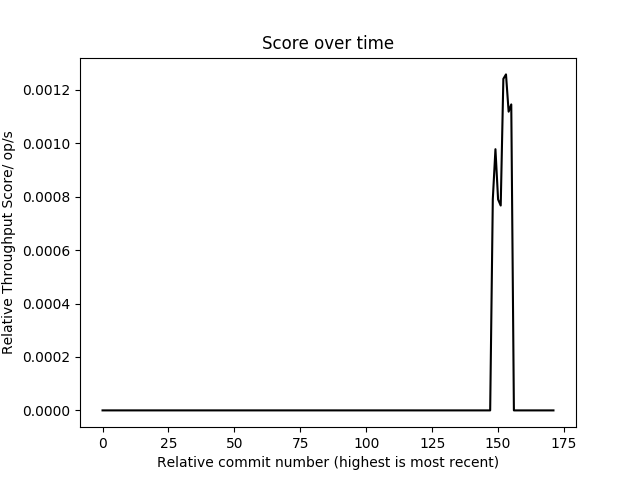 Score over time
Relative Throughput Score/ op/s
0.0012
0.0010
0.0008
0.0006
0.0004
0.0002
0.0000
0 25 50 75 100 125 150 175
Relative commit number (highest is most recent)